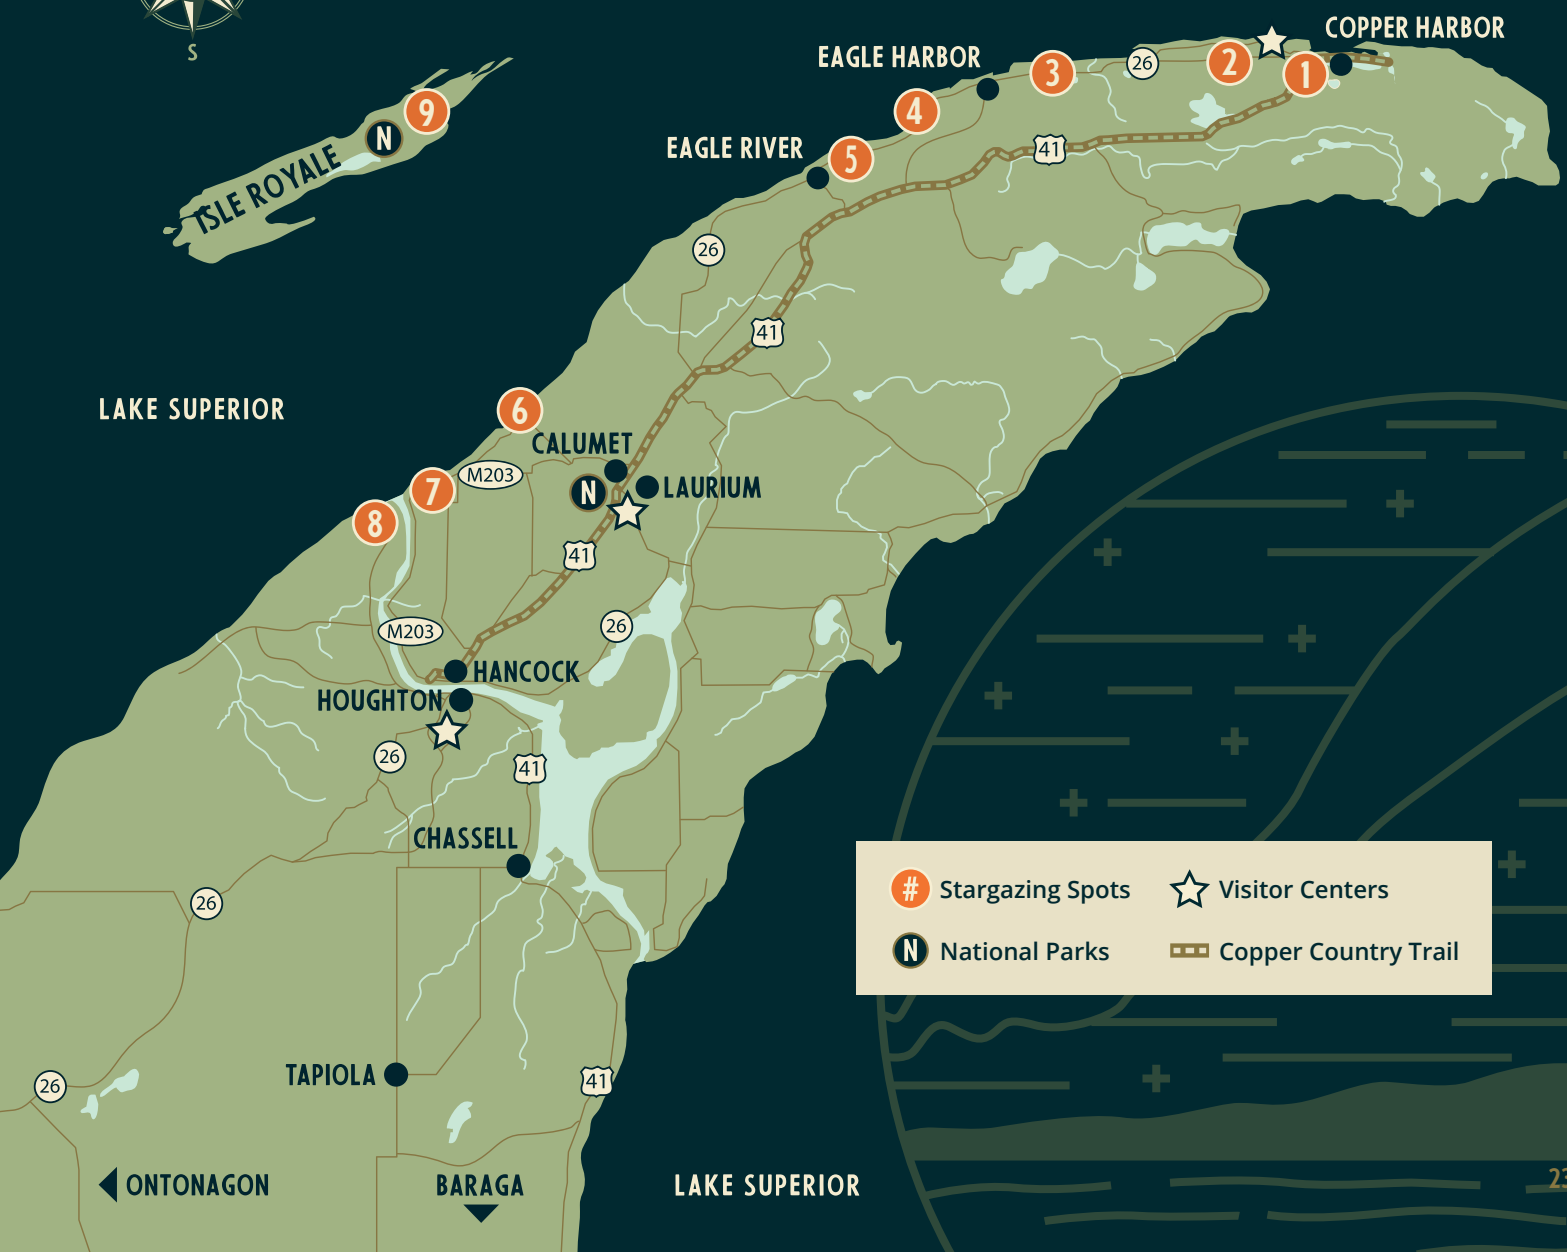 S
COPPER HARBOR
EAGLE HARBOR
26
2
1
3
4
9
N
ISLE ROYALE
EAGLE RIVER
5
41
26
41
LAKE SUPERIOR
6
CALUMET
M203
7
N
LAURIUM
8
41
M203
26
HANCOCK
HOUGHTON
26
41
CHASSELL
26
# Stargazing Spots
Visitor Centers
N National Parks
Copper Country Trail
TAPIOLA
26
41
ONTONAGON
BARAGA
LAKE SUPERIOR